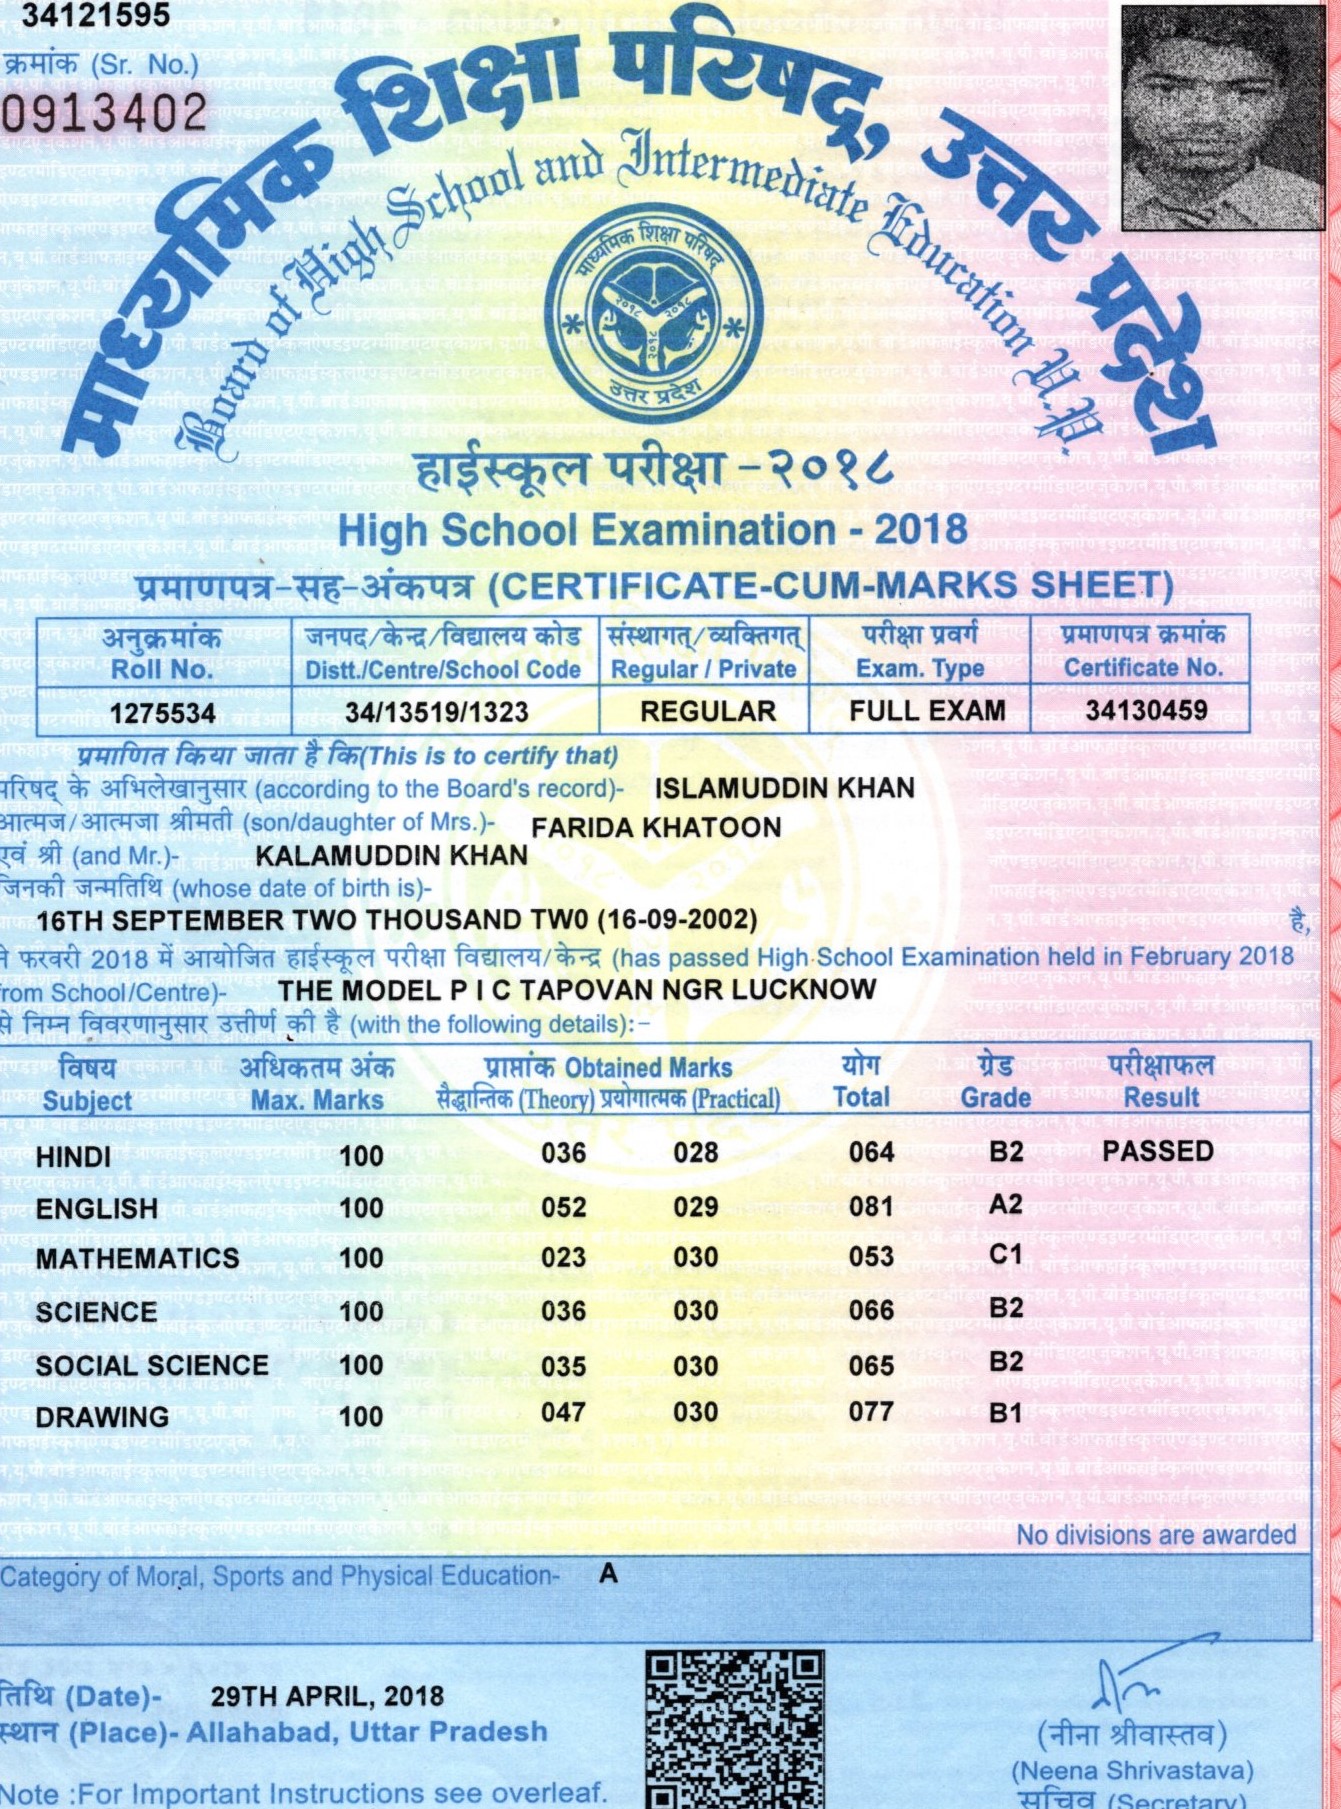 34121595
क्रमांक (Sr. No.)
0913402
माध्यमिक शिक्षा परिषद्, उत्तर प्रदेश
Board of High School and Intermediate Education U.P.
माध्यमिक शिक्षा परिषद्
२०१८ २०१८
२०१८
उत्तर प्रदेश
हाईस्कूल परीक्षा -२०१८
High School Examination - 2018
प्रमाणपत्र-सह-अंकपत्र (CERTIFICATE-CUM-MARKS SHEET)
अनुक्रमांक जनपद/केन्द्र/विद्यालय कोड संस्थागत्/व्यक्तिगत् परीक्षा प्रवर्ग प्रमाणपत्र क्रमांक
Roll No. Distt./Centre/School Code Regular / Private Exam. Type Certificate No.
1275534 34/13519/1323 REGULAR FULL EXAM 34130459
प्रमाणित किया जाता है कि(This is to certify that)
परिषद् के अभिलेखानुसार (according to the Board's record)- ISLAMUDDIN KHAN
आत्मज/आत्मजा श्रीमती (son/daughter of Mrs.)- FARIDA KHATOON
एवं श्री (and Mr.)- KALAMUDDIN KHAN
जिनकी जन्मतिथि (whose date of birth is)-
16TH SEPTEMBER TWO THOUSAND TW0 (16-09-2002) है,
ने फरवरी 2018 में आयोजित हाईस्कूल परीक्षा विद्यालय/केन्द्र (has passed High School Examination held in February 2018
from School/Centre)- THE MODEL P I C TAPOVAN NGR LUCKNOW
से निम्न विवरणानुसार उत्तीर्ण की है (with the following details):-
विषय अधिकतम अंक प्राप्तांक Obtained Marks योग ग्रेड परीक्षाफल
Subject Max. Marks सैद्धान्तिक (Theory) प्रयोगात्मक (Practical) Total Grade Result
HINDI 100 036 028 064 B2 PASSED
ENGLISH 100 052 029 081 A2
MATHEMATICS 100 023 030 053 C1
SCIENCE 100 036 030 066 B2
SOCIAL SCIENCE 100 035 030 065 B2
DRAWING 100 047 030 077 B1
No divisions are awarded
Category of Moral, Sports and Physical Education- A
तिथि (Date)- 29TH APRIL, 2018
स्थान (Place)- Allahabad, Uttar Pradesh
(नीना श्रीवास्तव)
(Neena Shrivastava)
Note :For Important Instructions see overleaf.
सचिव (Secretary)